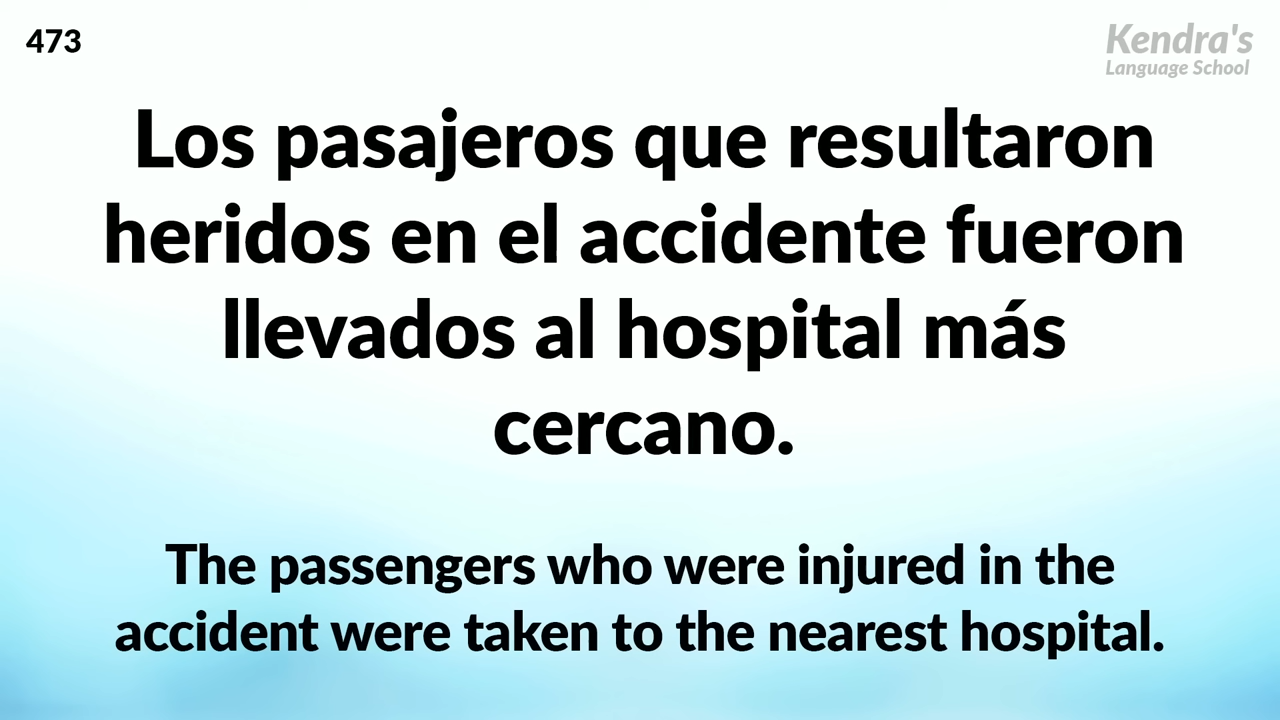 473
Kendra's
Language School
Los pasajeros que resultaron
heridos en el accidente fueron
llevados al hospital más
cercano.
The passengers who were injured in the
accident were taken to the nearest hospital.